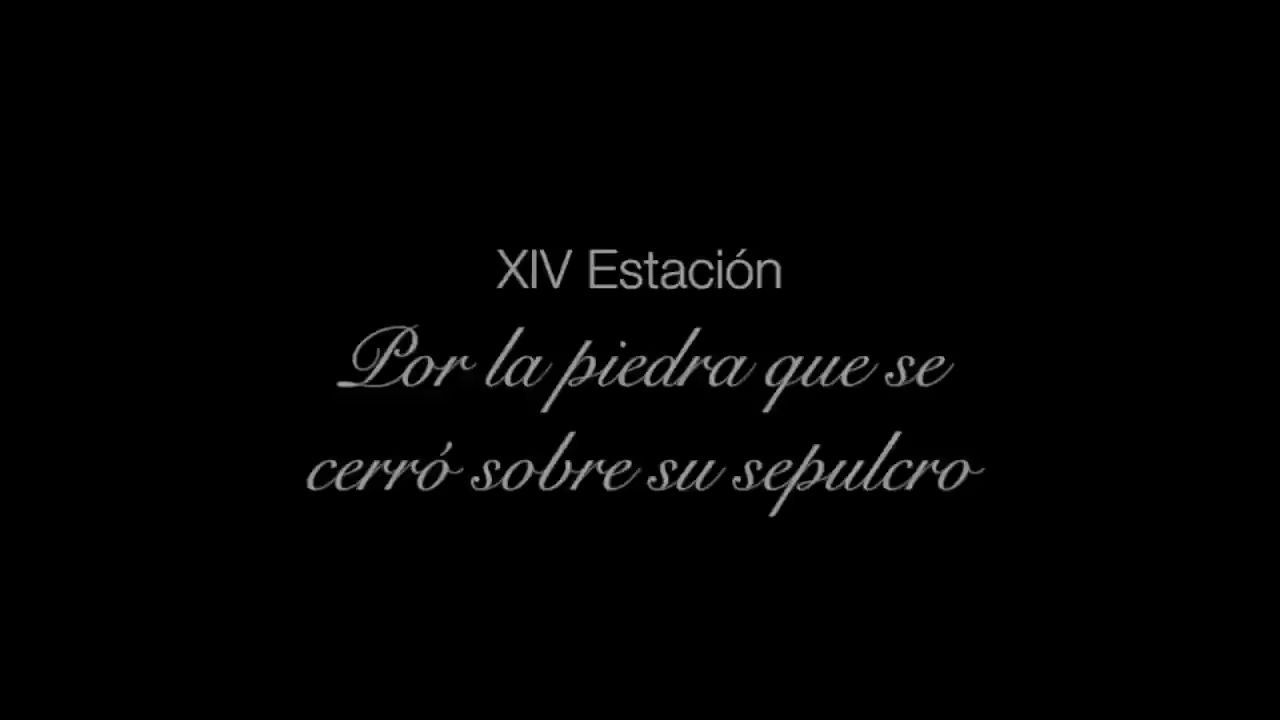 XIV Estación
Por la piedra que se
cerró sobre su sepulcro